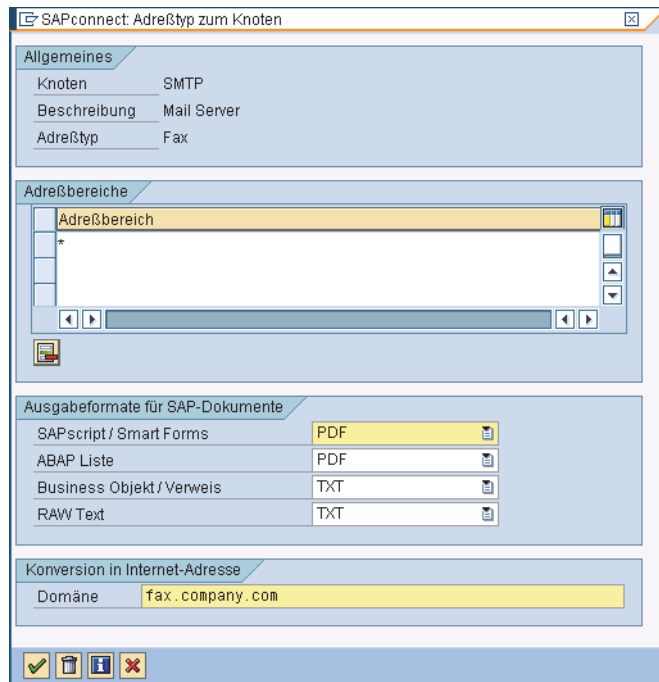 SAPconnect: Adreßtyp zum Knoten
Allgemeines
Knoten SMTP
Beschreibung Mail Server
Adreßtyp Fax
Adreßbereiche
Adreßbereich
*
Ausgabeformate für SAP-Dokumente
SAPscript / Smart Forms PDF
ABAP Liste PDF
Business Objekt / Verweis TXT
RAW Text TXT
Konversion in Internet-Adresse
Domäne fax.company.com